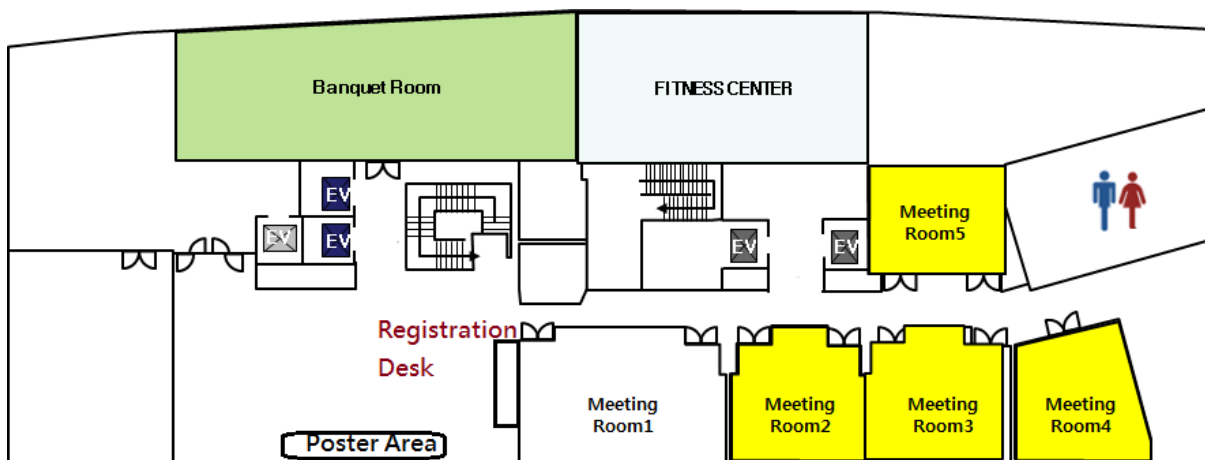 Banquet Room
FITNESS CENTER
EV
EV
EV
EV
EV
Meeting
Room5
Registration
Desk
Meeting
Room1
Meeting
Room2
Meeting
Room3
Meeting
Room4
Poster Area